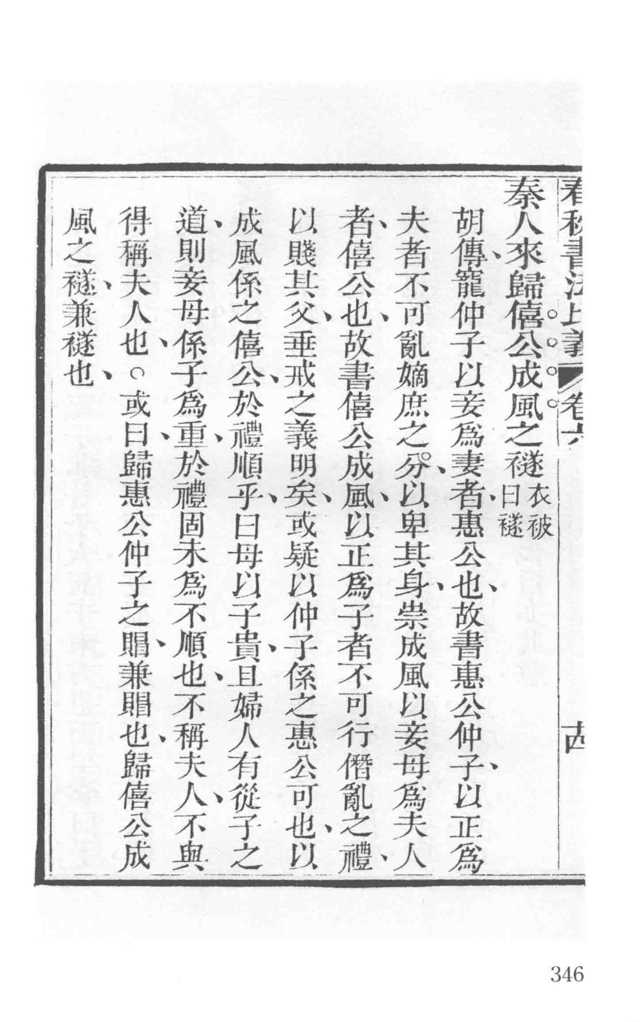 春秋書法比義 卷六 古
秦人來歸僖公成風之襚衣被曰襚
胡傳寵仲子以妾爲妻者惠公也故書惠公仲子以正爲
夫者不可亂嫡庶之分以卑其身崇成風以妾母爲夫人
者僖公也故書僖公成風以正爲子者不可行僭亂之禮
以賤其父垂戒之義明矣或疑以仲子係之惠公可也以
成風係之僖公於禮順乎曰母以子貴且婦人有從子之
道則妾母係子爲重於禮固未爲不順也不稱夫人不與
得稱夫人也○或曰歸惠公仲子之賵兼賵也歸僖公成
風之襚兼襚也
346